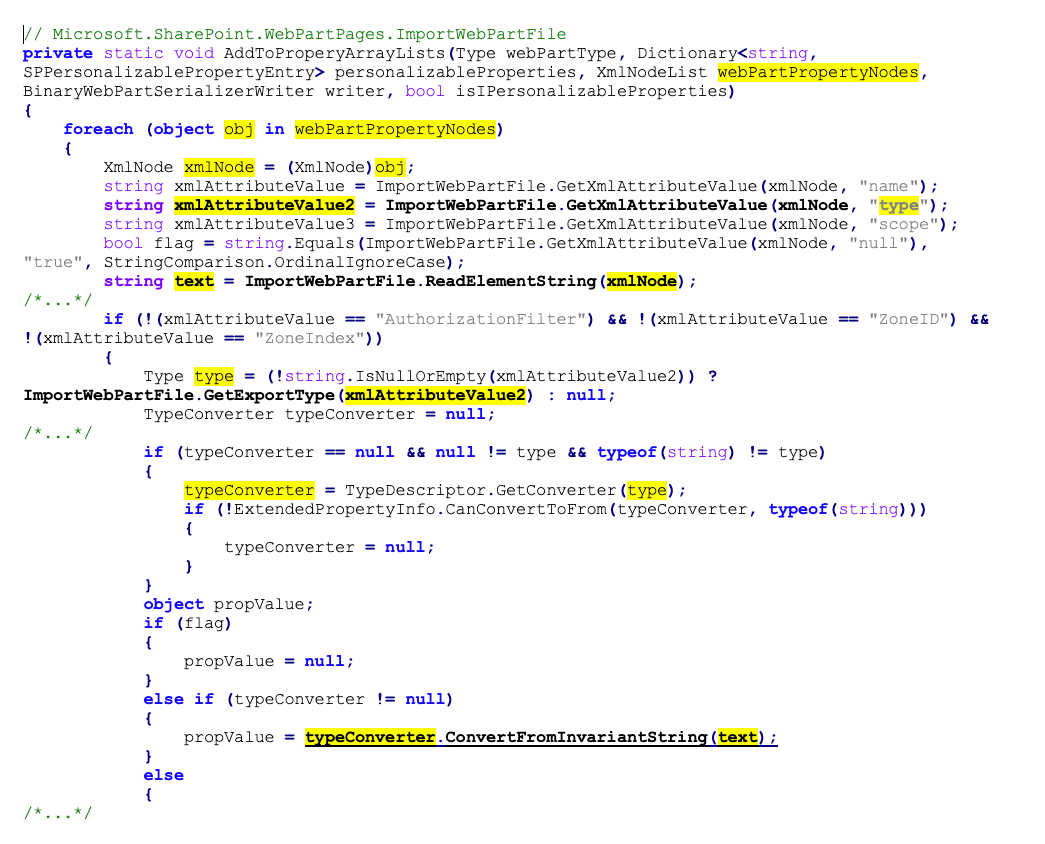 // Microsoft.SharePoint.WebPartPages.ImportWebPartFile
private static void AddToProperyArrayLists(Type webPartType, Dictionary<string,
SPPersonalizablePropertyEntry> personalizableProperties, XmlNodeList webPartPropertyNodes,
BinaryWebPartSerializerWriter writer, bool isIPersonalizableProperties)
{
    foreach (object obj in webPartPropertyNodes)
    {
        XmlNode xmlNode = (XmlNode)obj;
        string xmlAttributeValue = ImportWebPartFile.GetXmlAttributeValue(xmlNode, "name");
        string xmlAttributeValue2 = ImportWebPartFile.GetXmlAttributeValue(xmlNode, "type");
        string xmlAttributeValue3 = ImportWebPartFile.GetXmlAttributeValue(xmlNode, "scope");
        bool flag = string.Equals(ImportWebPartFile.GetXmlAttributeValue(xmlNode, "null"),
"true", StringComparison.OrdinalIgnoreCase);
        string text = ImportWebPartFile.ReadElementString(xmlNode);
/*...*/
        if (!(xmlAttributeValue == "AuthorizationFilter") && !(xmlAttributeValue == "ZoneID") &&
!(xmlAttributeValue == "ZoneIndex"))
        {
            Type type = (!string.IsNullOrEmpty(xmlAttributeValue2)) ?
ImportWebPartFile.GetExportType(xmlAttributeValue2) : null;
            TypeConverter typeConverter = null;
/*...*/
            if (typeConverter == null && null != type && typeof(string) != type)
            {
                typeConverter = TypeDescriptor.GetConverter(type);
                if (!ExtendedPropertyInfo.CanConvertToFrom(typeConverter, typeof(string)))
                {
                    typeConverter = null;
                }
            }
            object propValue;
            if (flag)
            {
                propValue = null;
            }
            else if (typeConverter != null)
            {
                propValue = typeConverter.ConvertFromInvariantString(text);
            }
            else
            {
/*...*/